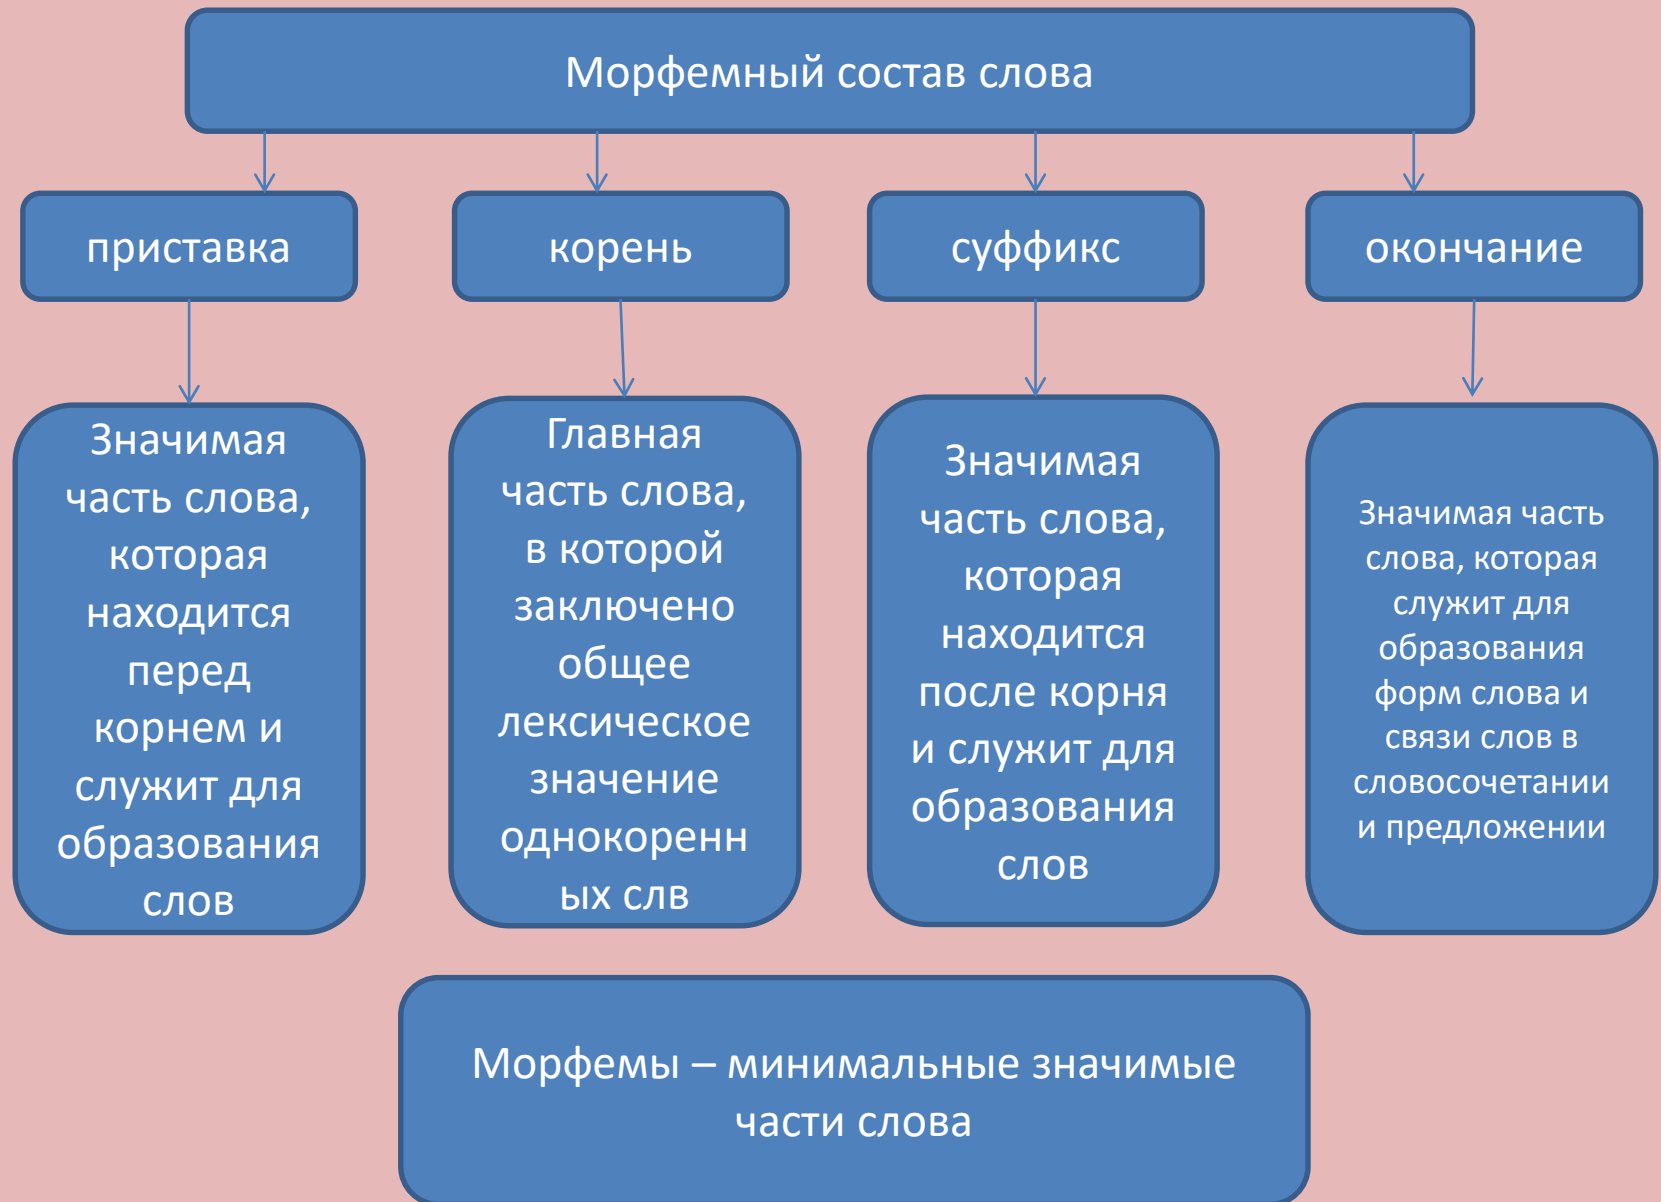 Морфемный состав слова
приставка
корень
суффикс
окончание
Значимая
часть слова,
которая
находится
перед
корнем и
служит для
образования
слов
Главная
часть слова,
в которой
заключено
общее
лексическое
значение
однокоренн
ых слв
Значимая
часть слова,
которая
находится
после корня
и служит для
образования
слов
Значимая часть
слова, которая
служит для
образования
форм слова и
связи слов в
словосочетании
и предложении
Морфемы – минимальные значимые
части слова